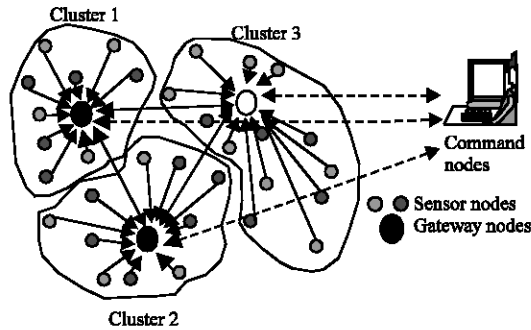 Cluster 1
Cluster 3
Command
nodes
Sensor nodes
Gateway nodes
Cluster 2